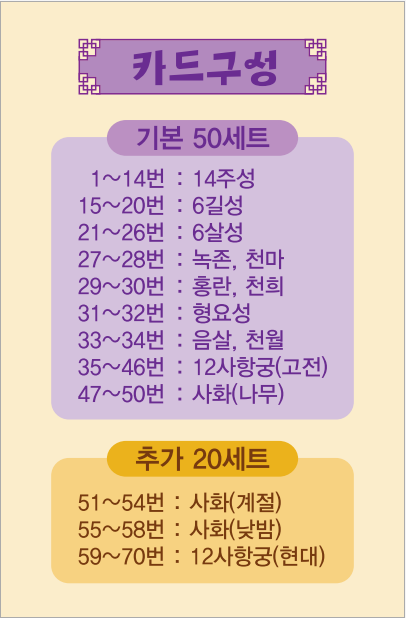 카드구성
기본 50세트
1～14번 : 14주성
15～20번 : 6길성
21～26번 : 6살성
27～28번 : 녹존, 천마
29～30번 : 홍란, 천희
31～32번 : 형요성
33～34번 : 음살, 천월
35～46번 : 12사항궁(고전)
47～50번 : 사화(나무)
추가 20세트
51～54번 : 사화(계절)
55～58번 : 사화(낮밤)
59～70번 : 12사항궁(현대)